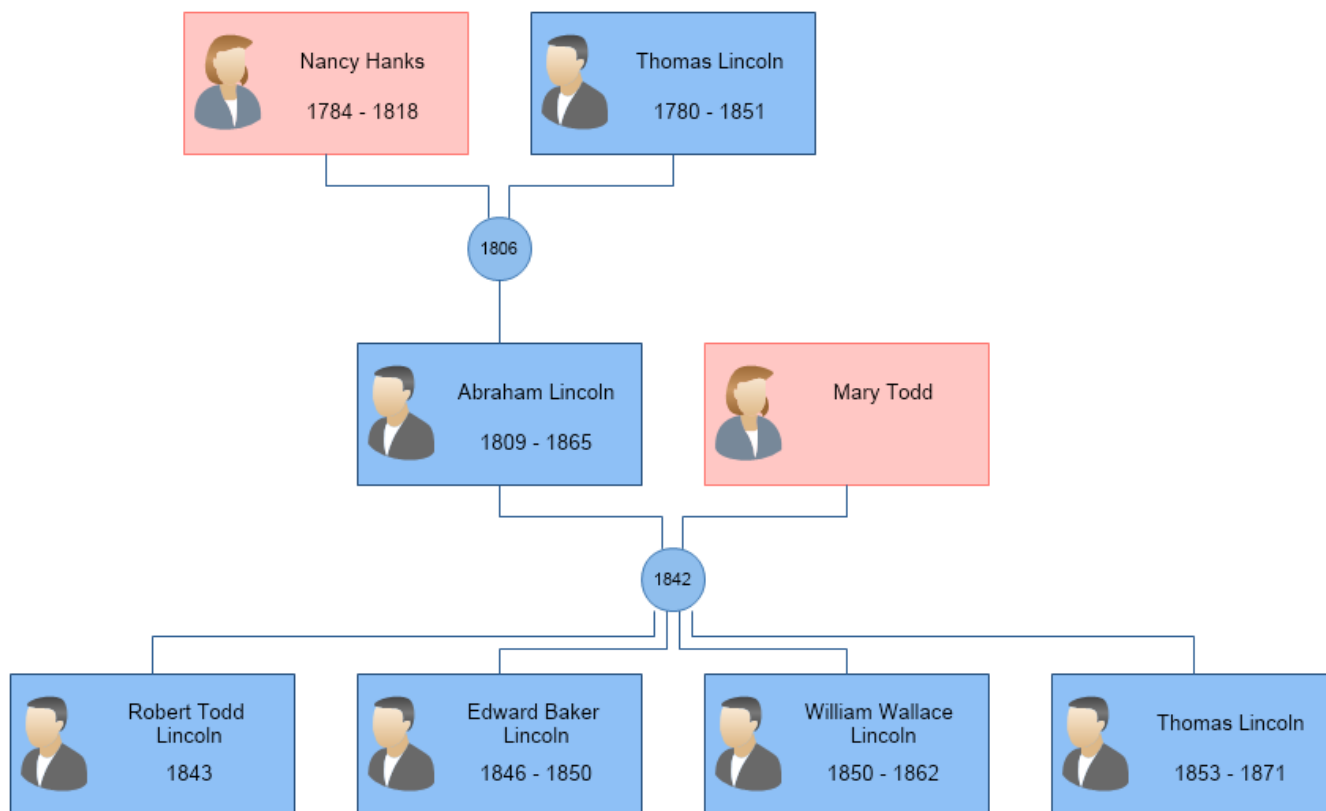 Nancy Hanks
1784 - 1818
Thomas Lincoln
1780 - 1851
1806
Abraham Lincoln
1809 - 1865
Mary Todd
1842
Robert Todd
Lincoln
1843
Edward Baker
Lincoln
1846 - 1850
William Wallace
Lincoln
1850 - 1862
Thomas Lincoln
1853 - 1871